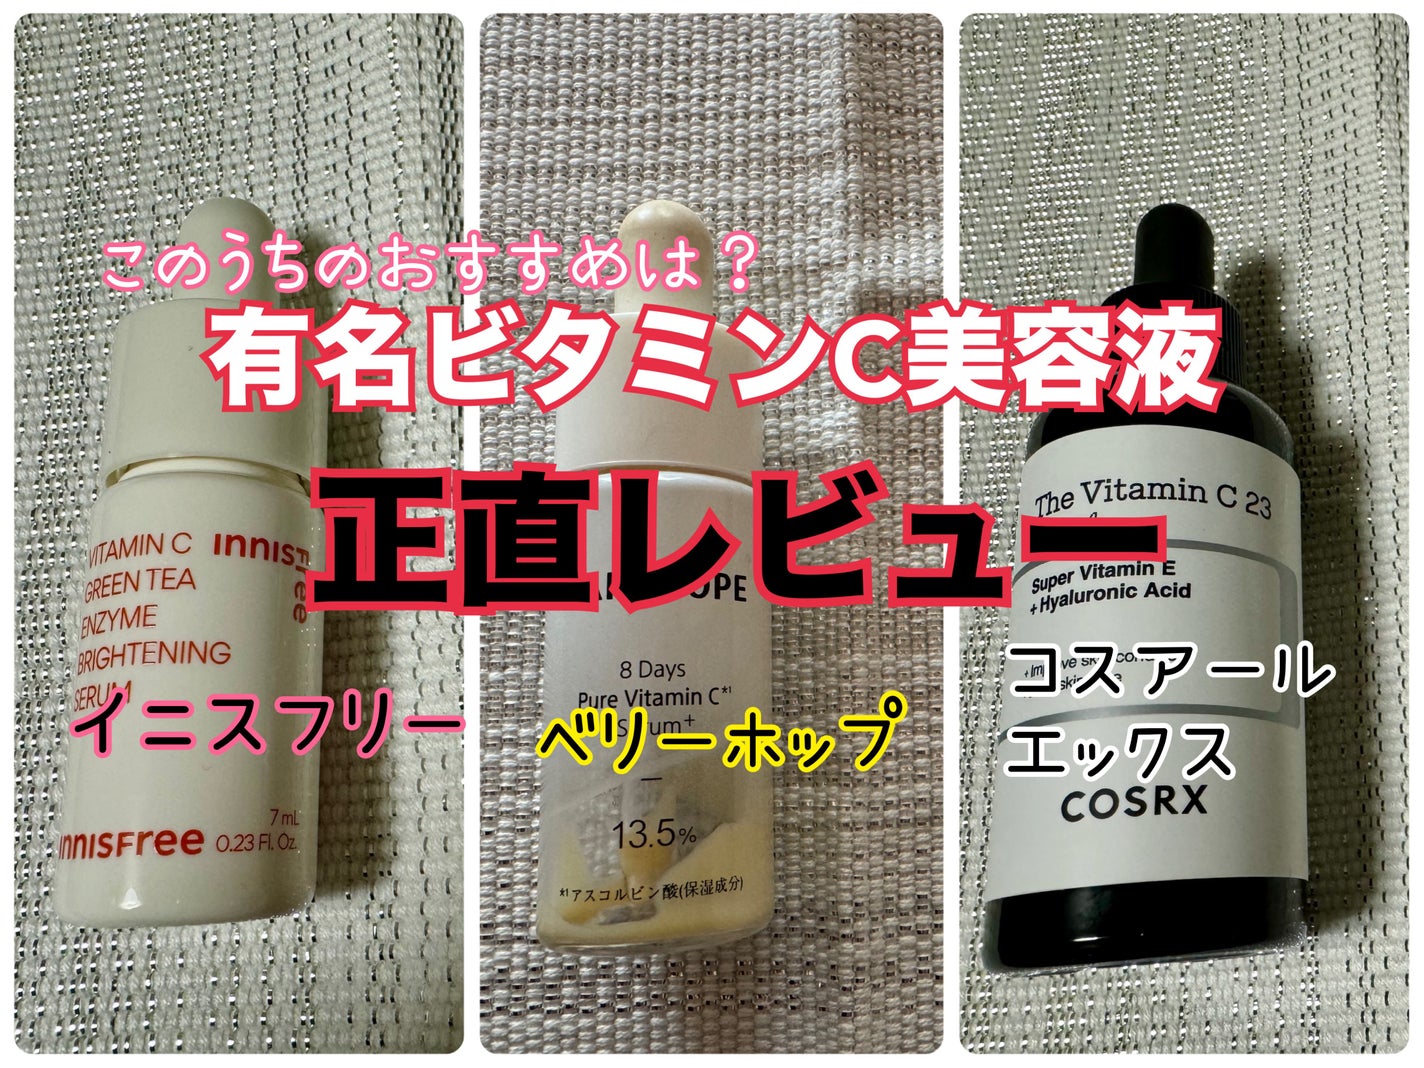 このうちのおすすめは？
有名ビタミンC美容液
正直レビュー
VITAMIN C
GREEN TEA
ENZYME
BRIGHTENING
SERUM
innisfree
イニスフリー
7 mL
0.23 Fl. Oz.
innisfree
8 Days
Pure Vitamin C*1
Serum+
ベリーホップ
13.5%
*1アスコルビン酸(保湿成分)
The Vitamin C 23
Super Vitamin E
+ Hyaluronic Acid
コスアール
エックス
COSRX